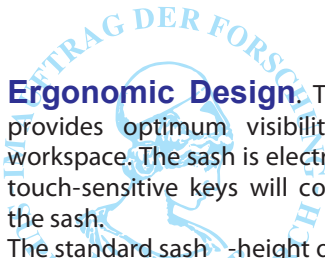 AUFTRAG DER FORSC
Ergonomic Design. T
provides optimum visibilit
workspace. The sash is electr
touch-sensitive keys will co
the sash.
The standard sash -height o